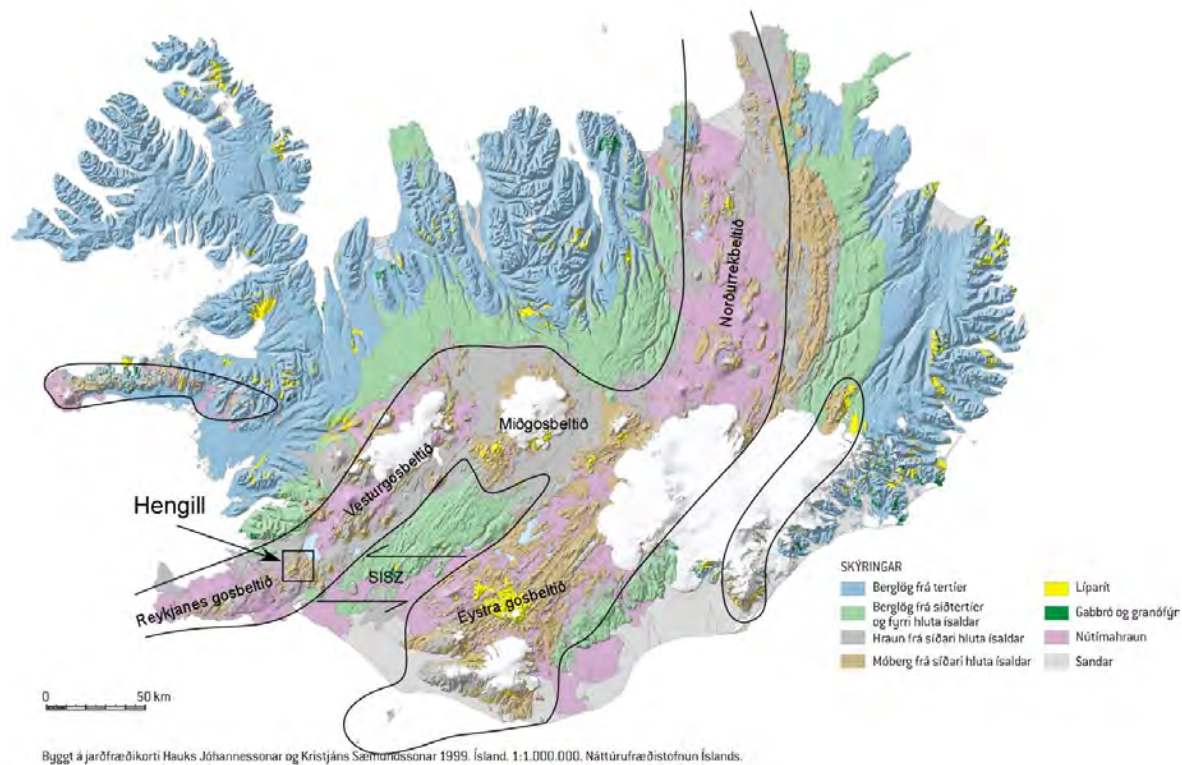 Norðurrekbeltið
Miðgosbeltið
Vesturgosbeltið
Hengill
SISZ
Reykjanes gosbeltið
Eystra gosbeltið
SKÝRINGAR
Berglög frá tertíer
Berglög frá síðtertíer
og fyrri hluta ísaldar
Hraun frá síðari hluta ísaldar
Móberg frá síðari hluta ísaldar
Líparít
Gabbró og granófýr
Nútímahraun
Sandar
0 50 km
Byggt á jarðfræðikorti Hauks Jóhannessonar og Kristjáns Sæmundssonar 1999. Ísland. 1:1.000.000. Náttúrufræðistofnun Íslands.